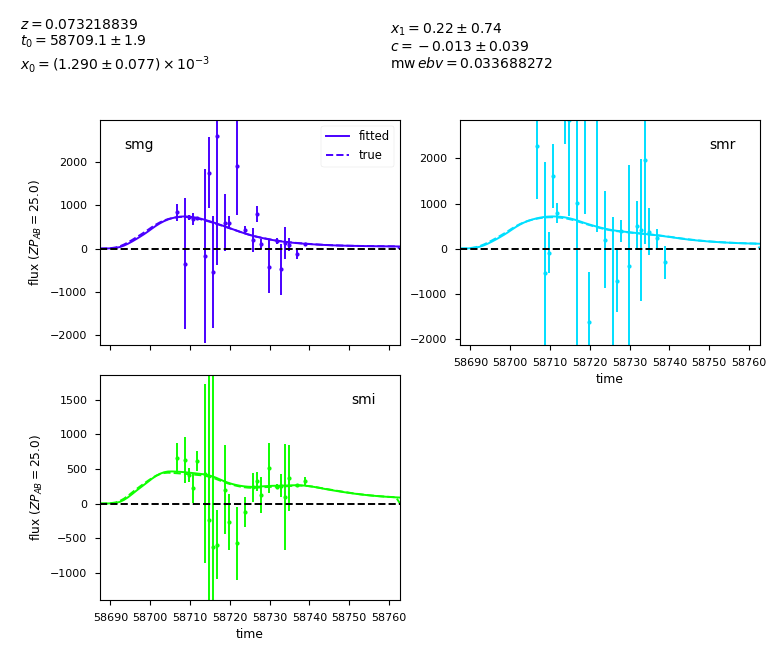 z = 0.073218839
t₀ = 58709.1 ± 1.9
x₀ = (1.290 ± 0.077) × 10⁻³
x₁ = 0.22 ± 0.74
c = −0.013 ± 0.039
mw ebv = 0.033688272
smg
fitted
true
2000
1000
0
−1000
−2000
flux (ZP_AB = 25.0)
smr
2000
1000
0
−1000
−2000
58690 58700 58710 58720 58730 58740 58750 58760
time
smi
1500
1000
500
0
−500
−1000
flux (ZP_AB = 25.0)
58690 58700 58710 58720 58730 58740 58750 58760
time